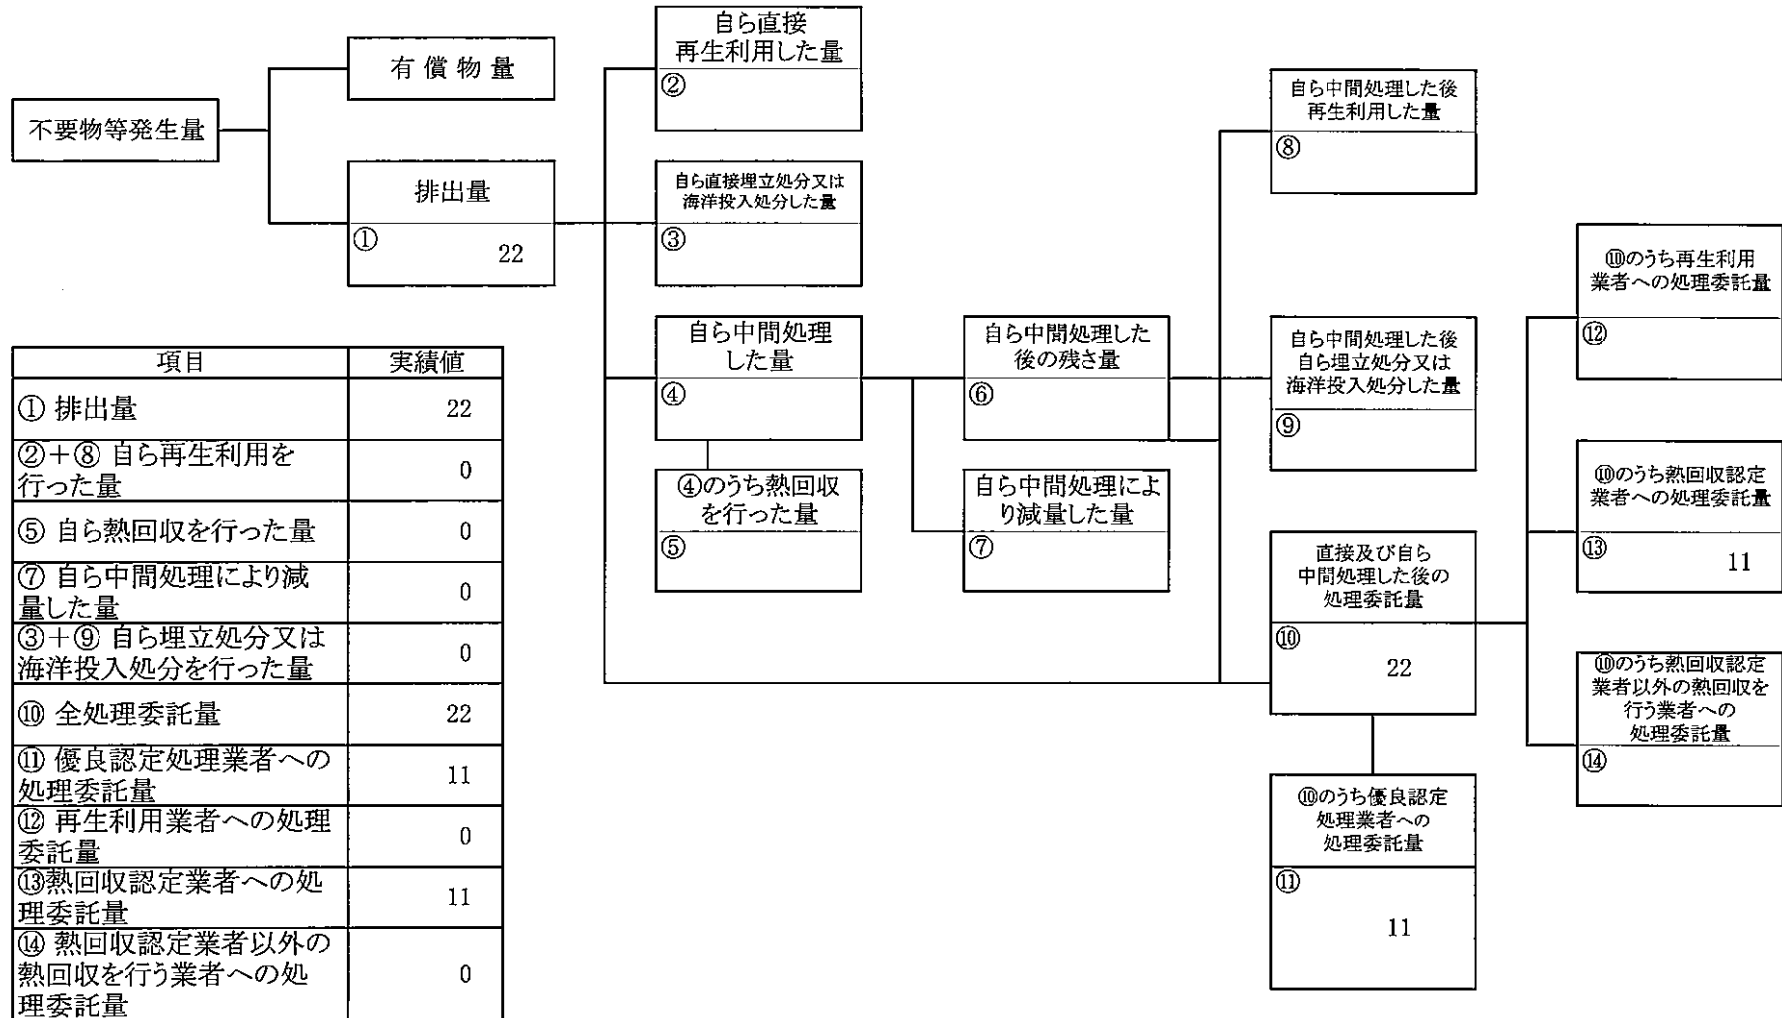 不要物等発生量
有償物量
排出量
①
22
自ら直接
再生利用した量
②
自ら直接埋立処分又は
海洋投入処分した量
③
自ら中間処理
した量
④
④のうち熱回収
を行った量
⑤
自ら中間処理した
後の残さ量
⑥
自ら中間処理によ
り減量した量
⑦
自ら中間処理した後
再生利用した量
⑧
自ら中間処理した後
自ら埋立処分又は
海洋投入処分した量
⑨
直接及び自ら
中間処理した後の
処理委託量
⑩
22
⑩のうち優良認定
処理業者への
処理委託量
⑪
11
⑩のうち再生利用
業者への処理委託量
⑫
⑩のうち熱回収認定
業者への処理委託量
⑬
11
⑩のうち熱回収認定
業者以外の熱回収を
行う業者への
処理委託量
⑭
項目 実績値
① 排出量 22
②+⑧ 自ら再生利用を
行った量 0
⑤ 自ら熱回収を行った量 0
⑦ 自ら中間処理により減
量した量 0
③+⑨ 自ら埋立処分又は
海洋投入処分を行った量 0
⑩ 全処理委託量 22
⑪ 優良認定処理業者への
処理委託量 11
⑫ 再生利用業者への処理
委託量 0
⑬熱回収認定業者への処
理委託量 11
⑭ 熱回収認定業者以外の
熱回収を行う業者への処
理委託量 0